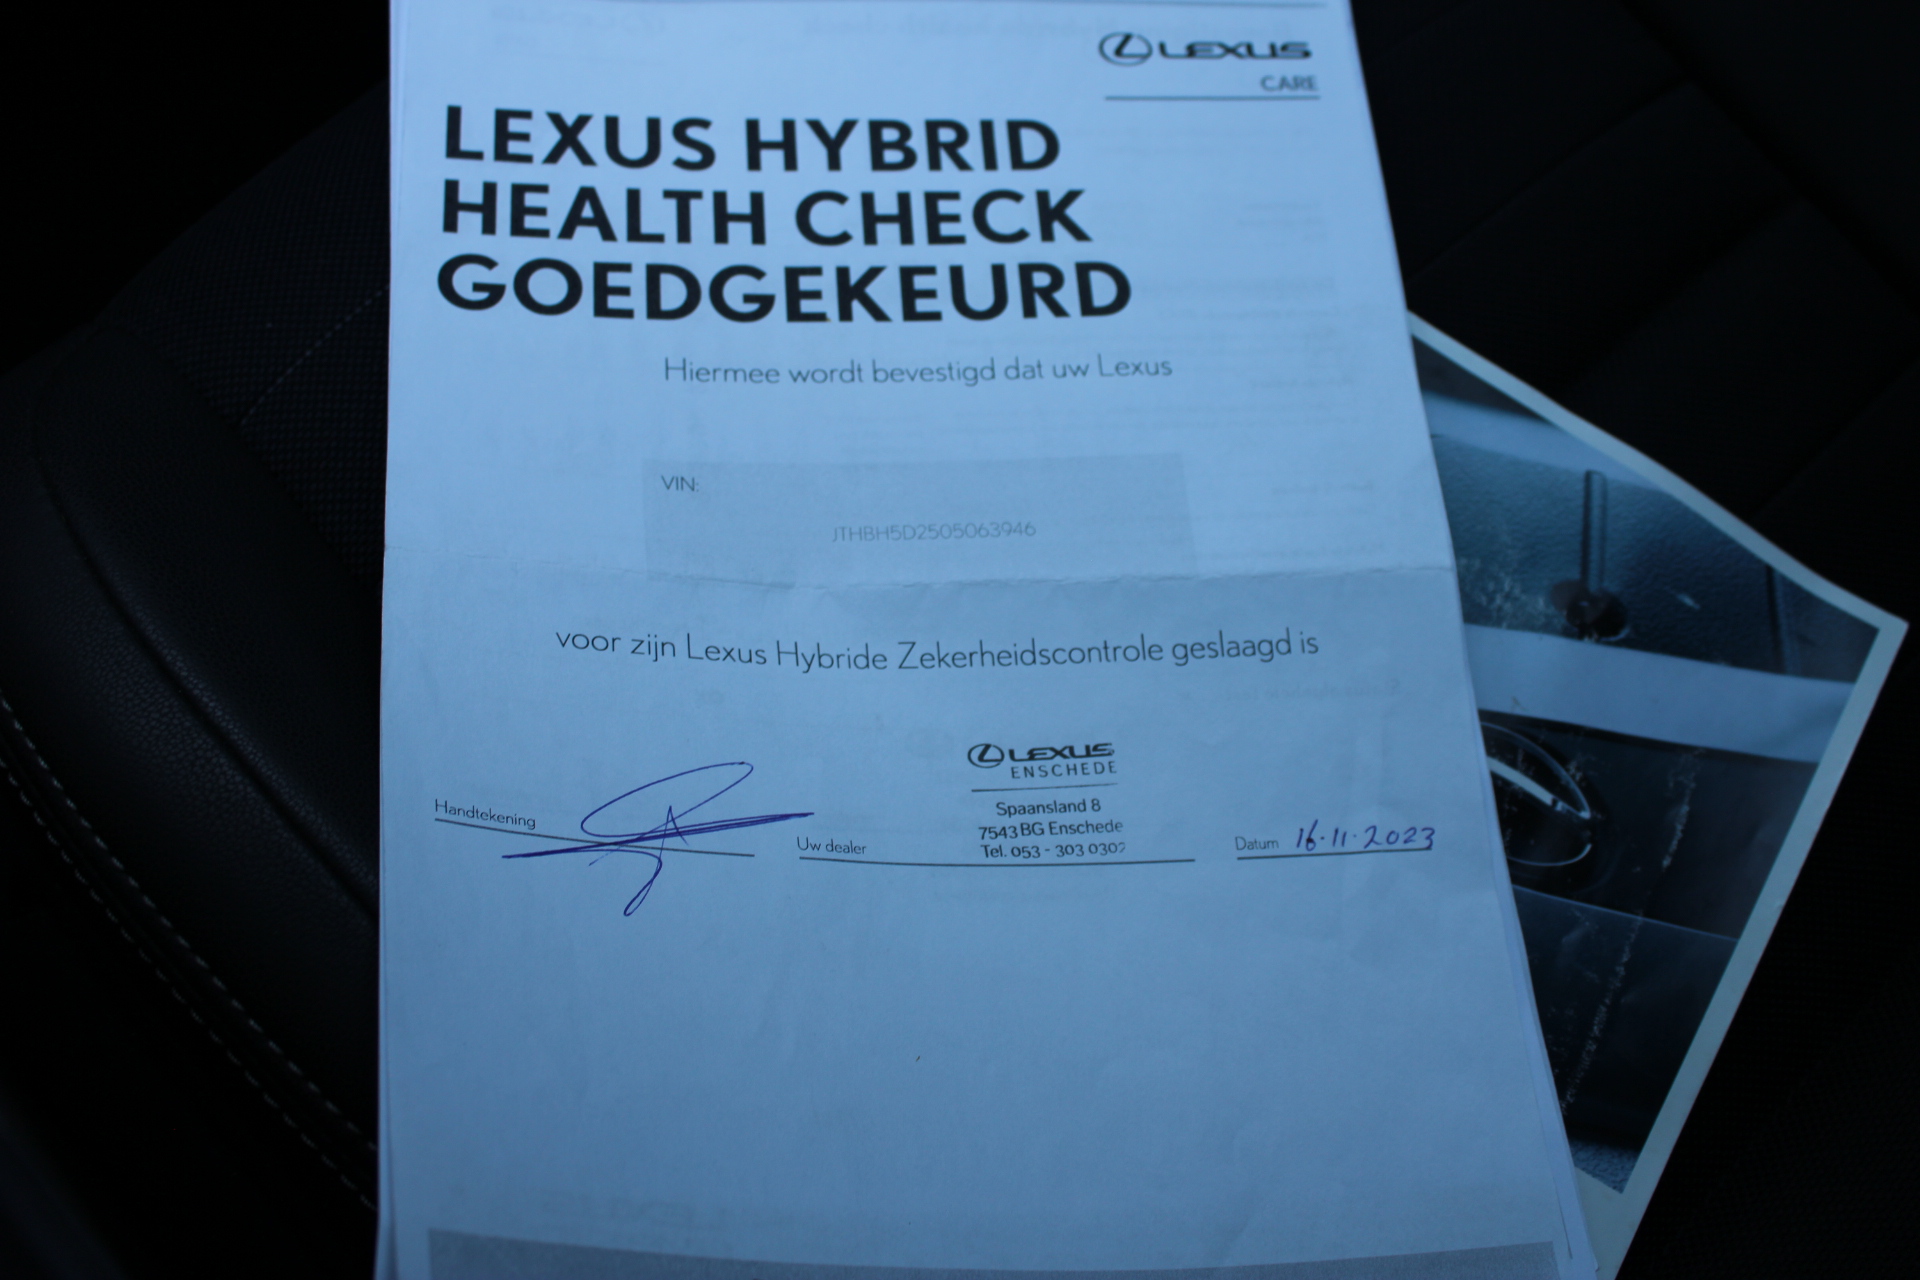 LEXUS
CARE
LEXUS HYBRID
HEALTH CHECK
GOEDGEKEURD
Hiermee wordt bevestigd dat uw Lexus
VIN:
JTHBH5D2505063946
voor zijn Lexus Hybride Zekerheidscontrole geslaagd is
Handtekening
Uw dealer
LEXUS
ENSCHEDE
Spaansland 8
7543 BG Enschede
Tel. 053 - 303 0302
Datum 16.11.2023